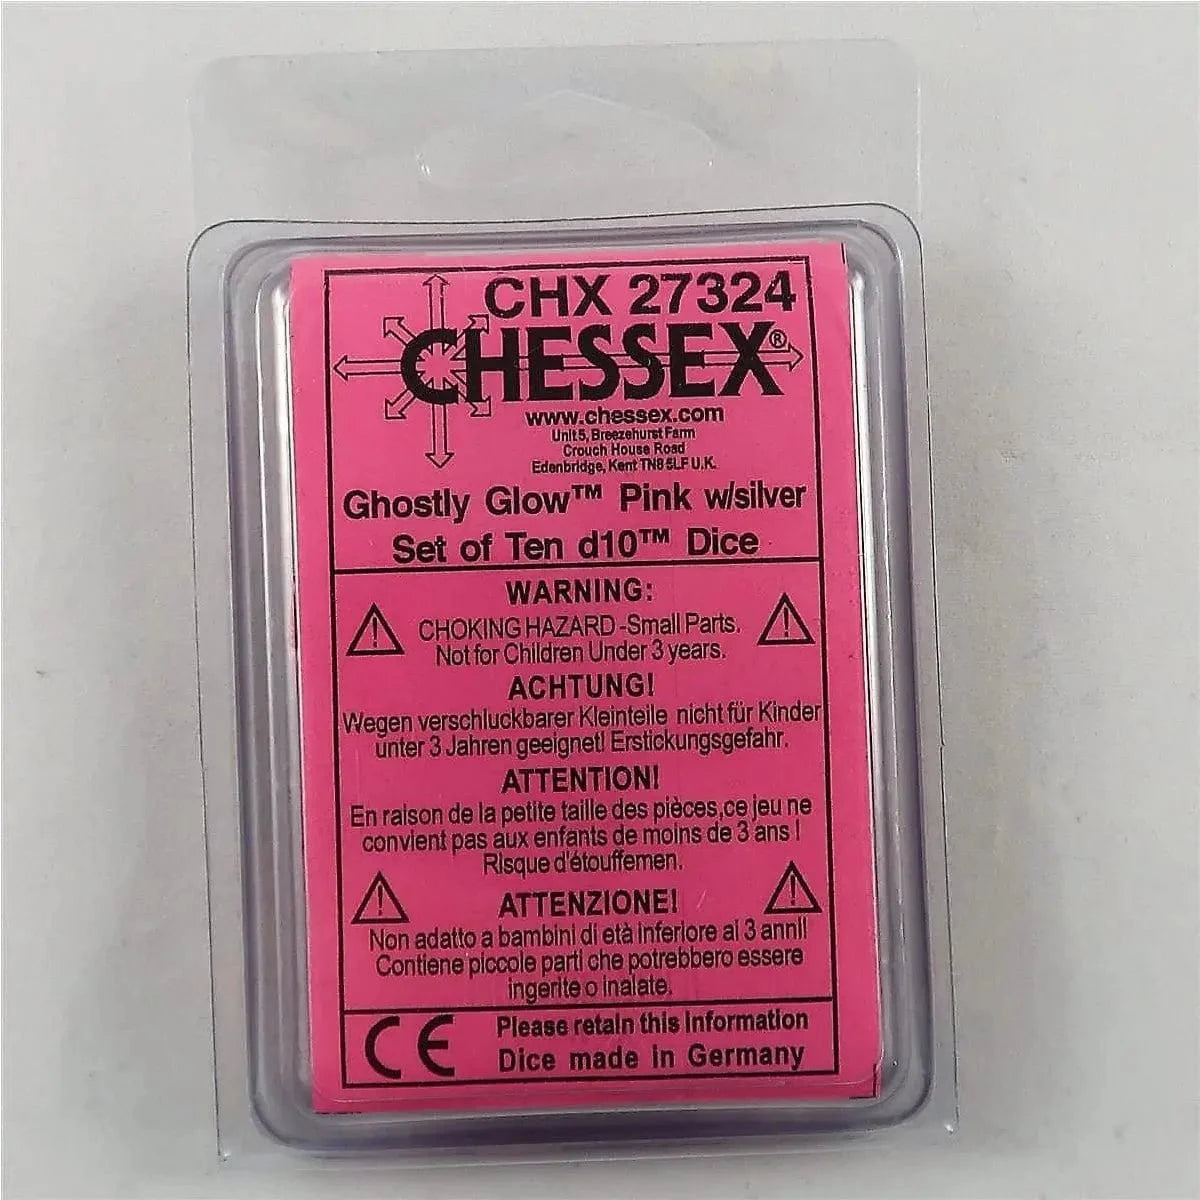 CHX 27324
CHESSEX®
www.chessex.com
Unit 5, Breezehurst Farm
Crouch House Road
Edenbridge, Kent TN8 5LF U.K.
Ghostly Glow™ Pink w/silver
Set of Ten d10™ Dice
WARNING:
CHOKING HAZARD -Small Parts.
Not for Children Under 3 years.
ACHTUNG!
Wegen verschluckbarer Kleinteile nicht für Kinder
unter 3 Jahren geeignet! Erstickungsgefahr.
ATTENTION!
En raison de la petite taille des pièces,ce jeu ne
convient pas aux enfants de moins de 3 ans !
Risque d'étouffemen.
ATTENZIONE!
Non adatto a bambini di età inferiore ai 3 anni!
Contiene piccole parti che potrebbero essere
ingerite o inalate.
CE
Please retain this information
Dice made in Germany